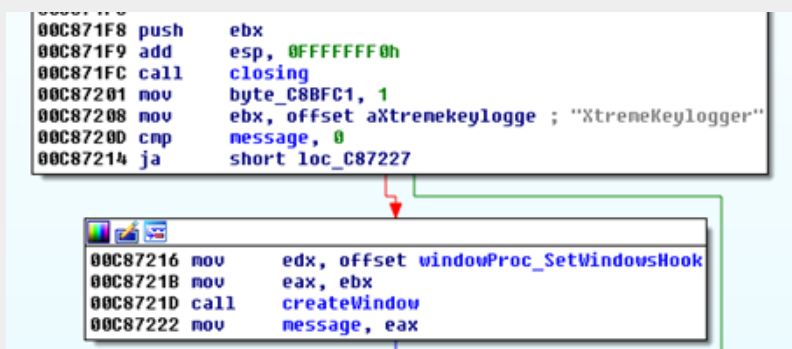 00C871F8 push ebx
00C871F9 add esp, 0FFFFFFF0h
00C871FC call closing
00C87201 mov byte_C8BFC1, 1
00C87208 mov ebx, offset aXtremekeylogge ; "XtremeKeylogger"
00C8720D cmp message, 0
00C87214 ja short loc_C87227
00C87216 mov edx, offset windowProc_SetWindowsHook
00C8721B mov eax, ebx
00C8721D call createWindow
00C87222 mov message, eax